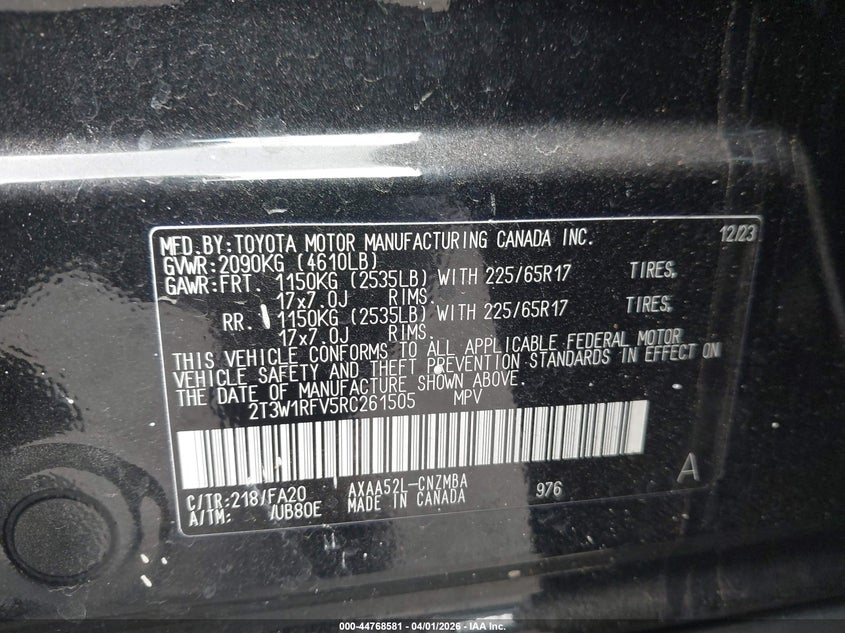 MFD.BY:TOYOTA MOTOR MANUFACTURING CANADA INC. 12/23
GVWR:2090KG (4610LB)
GAWR:FRT. 1150KG (2535LB) WITH 225/65R17 TIRES,
17x7.0J RIMS.
RR. 1150KG (2535LB) WITH 225/65R17 TIRES,
17x7.0J RIMS.
THIS VEHICLE CONFORMS TO ALL APPLICABLE FEDERAL MOTOR
VEHICLE SAFETY AND THEFT PREVENTION STANDARDS IN EFFECT ON
THE DATE OF MANUFACTURE SHOWN ABOVE.
2T3W1RFV5RC261505 MPV
C/TR:218/FA20 AXAA52L-CNZMBA 976 A
A/TM: /UB80E MADE IN CANADA
000-44768581 - 04/01/2026 - IAA Inc.